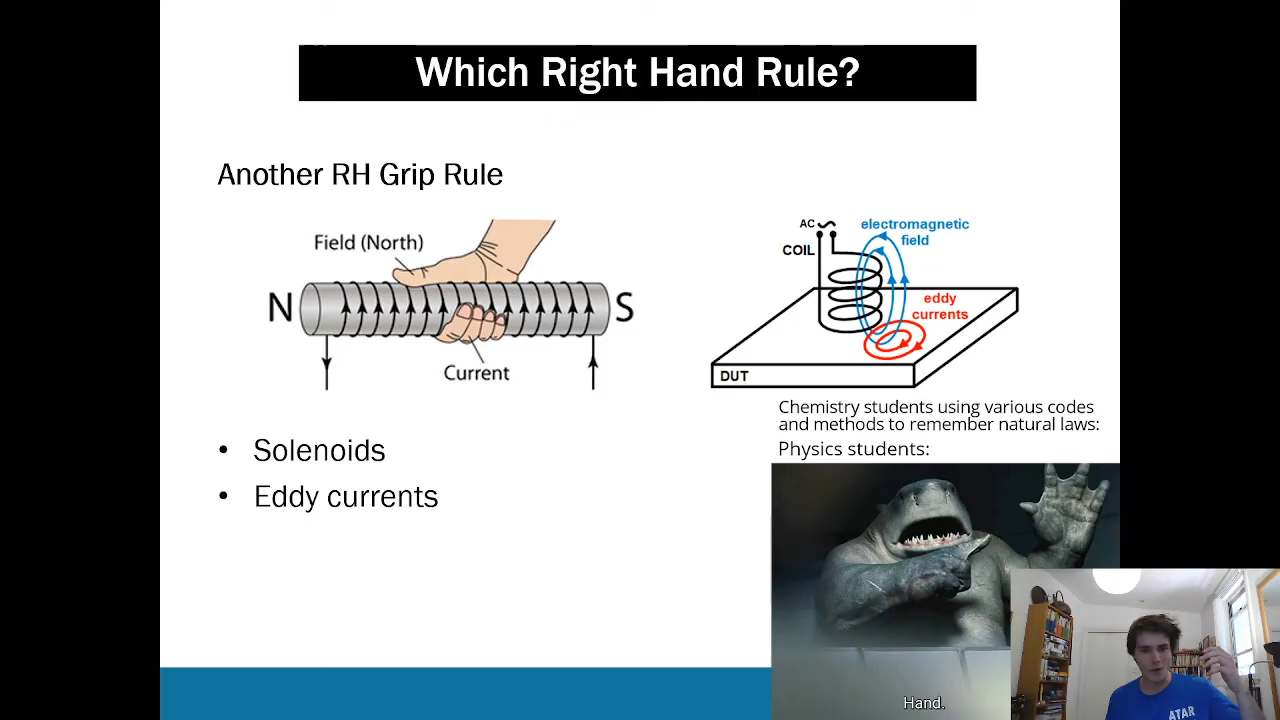 Which Right Hand Rule?
Another RH Grip Rule
Field (North)
N
S
Current
AC
COIL
electromagnetic
field
eddy
currents
DUT
• Solenoids
• Eddy currents
Chemistry students using various codes
and methods to remember natural laws:
Physics students:
Hand.
ATAR